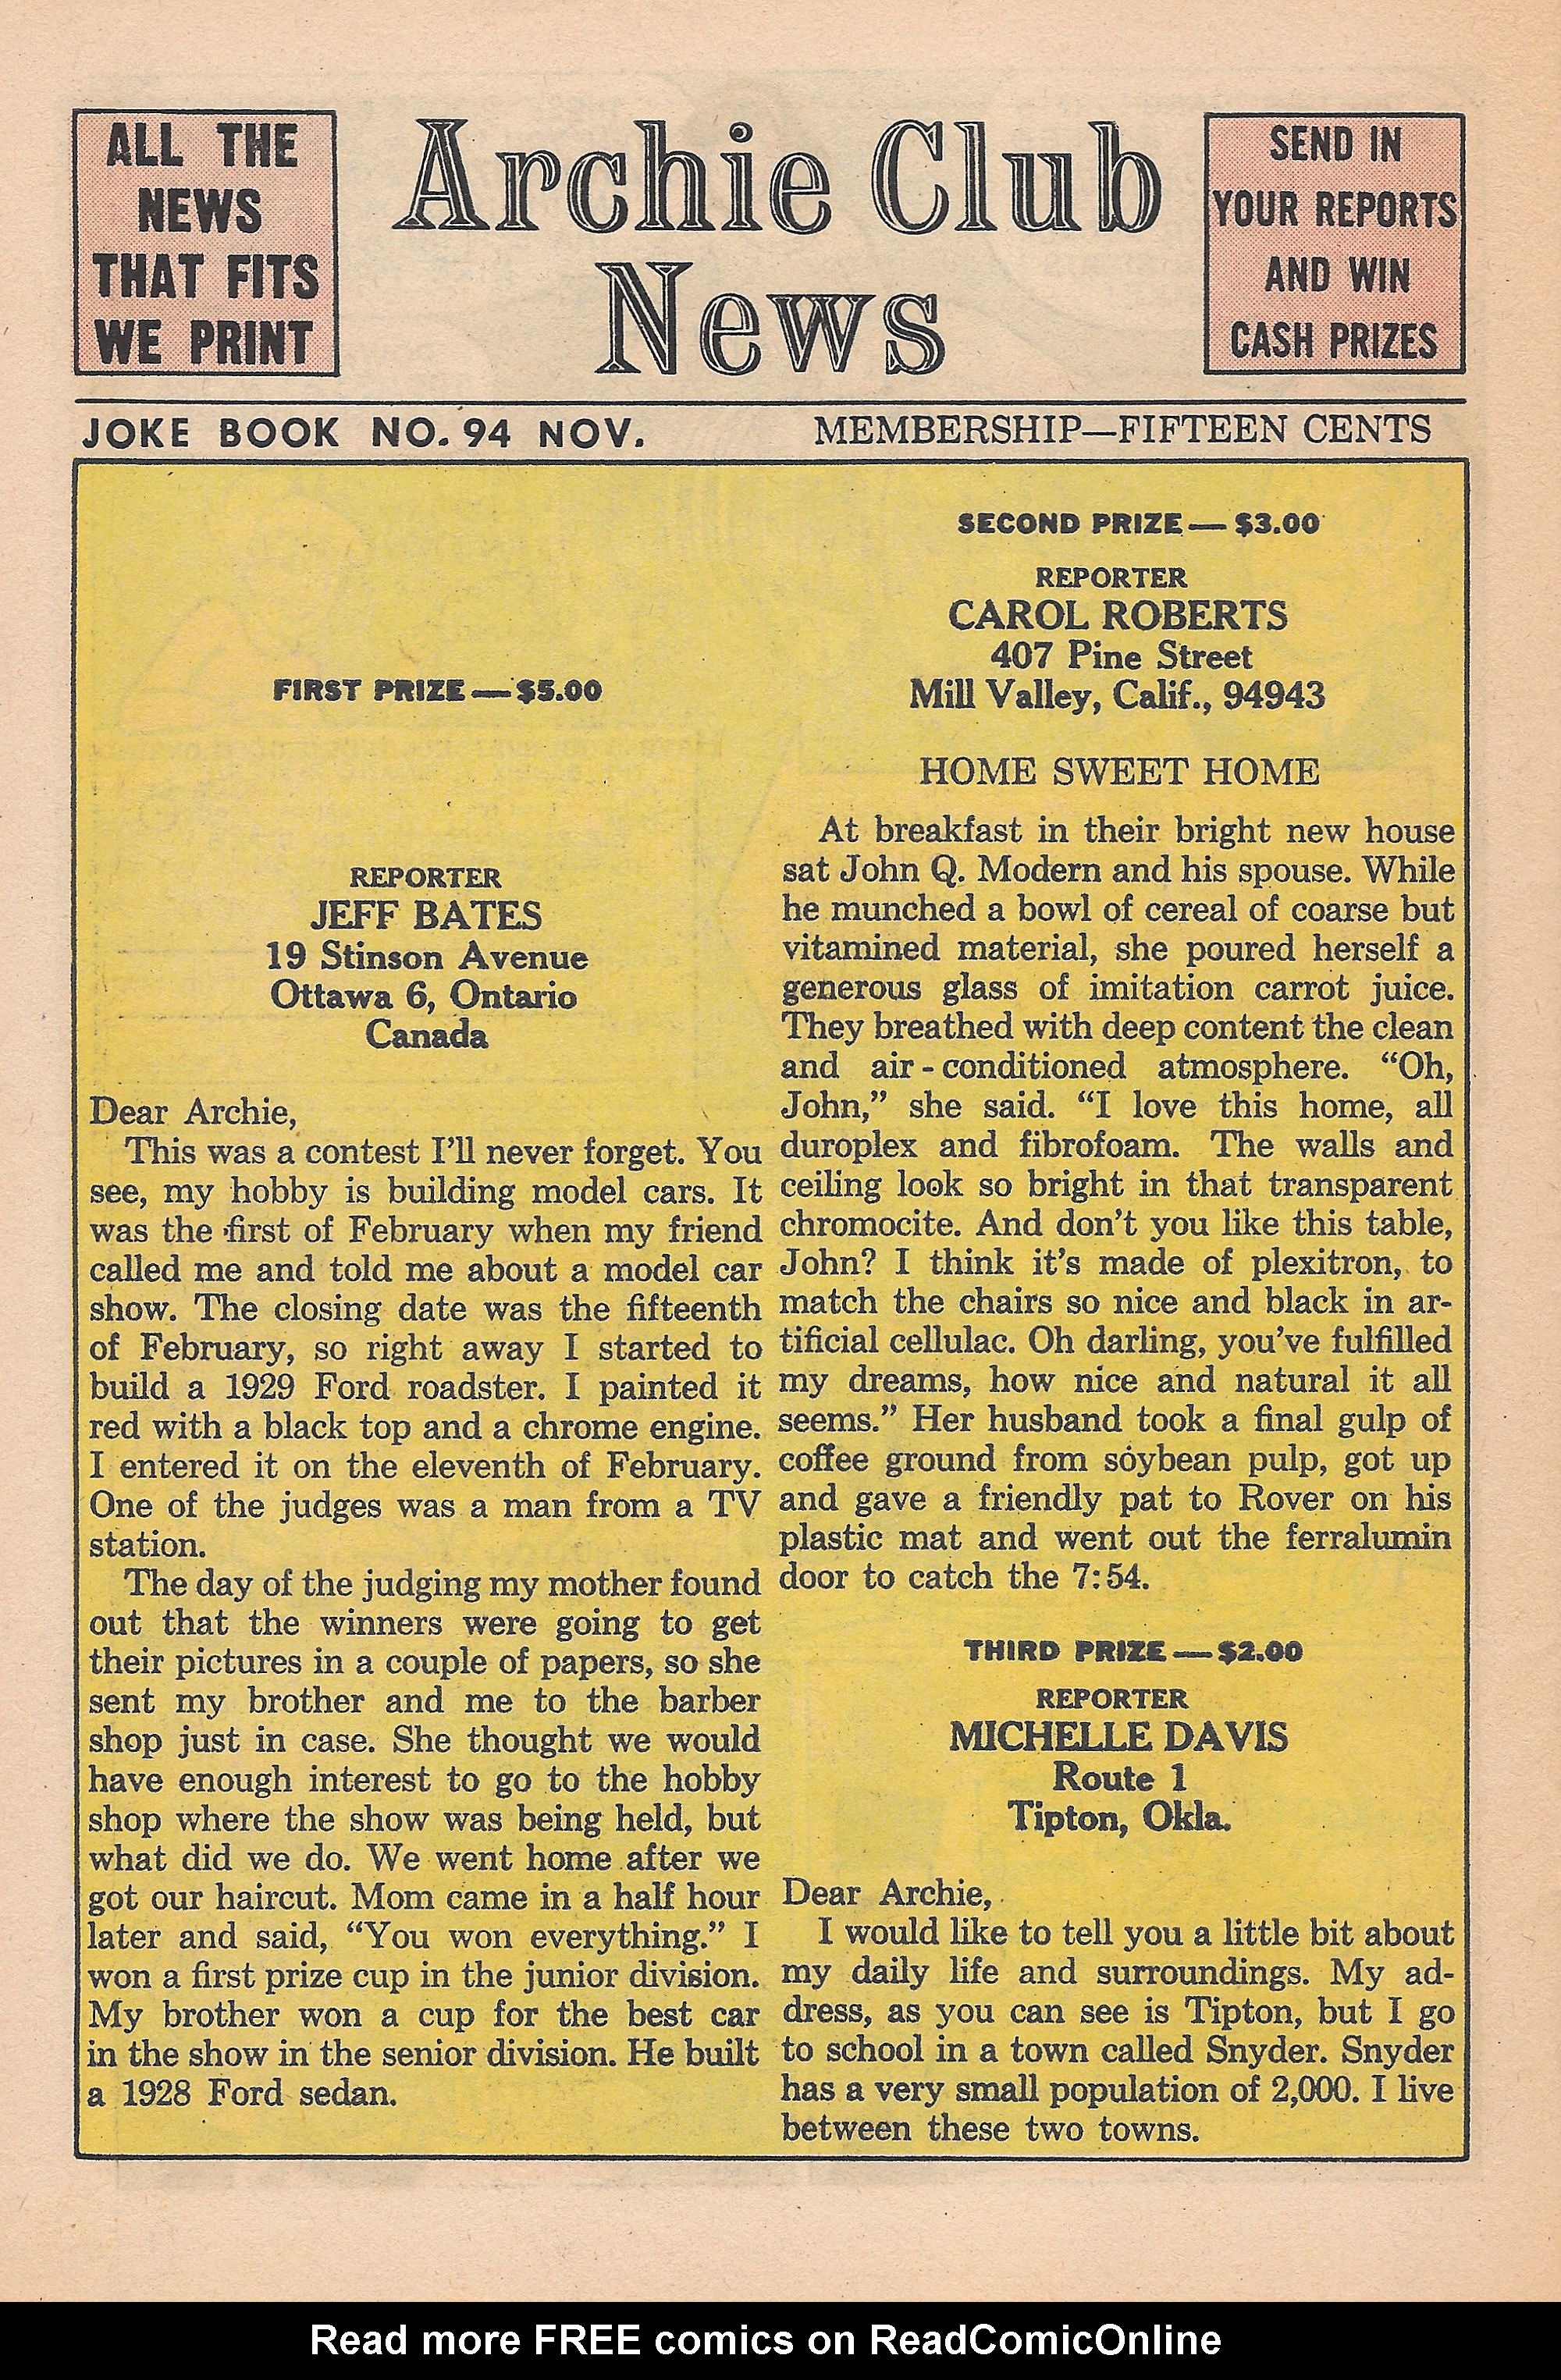 ALL THE
NEWS
THAT FITS
WE PRINT
Archie Club
News
SEND IN
YOUR REPORTS
AND WIN
CASH PRIZES
JOKE BOOK NO. 94 NOV.
MEMBERSHIP—FIFTEEN CENTS
FIRST PRIZE — $5.00
REPORTER
JEFF BATES
19 Stinson Avenue
Ottawa 6, Ontario
Canada
Dear Archie,
This was a contest I'll never forget. You
see, my hobby is building model cars. It
was the first of February when my friend
called me and told me about a model car
show. The closing date was the fifteenth
of February, so right away I started to
build a 1929 Ford roadster. I painted it
red with a black top and a chrome engine.
I entered it on the eleventh of February.
One of the judges was a man from a TV
station.
The day of the judging my mother found
out that the winners were going to get
their pictures in a couple of papers, so she
sent my brother and me to the barber
shop just in case. She thought we would
have enough interest to go to the hobby
shop where the show was being held, but
what did we do. We went home after we
got our haircut. Mom came in a half hour
later and said, "You won everything." I
won a first prize cup in the junior division.
My brother won a cup for the best car
in the show in the senior division. He built
a 1928 Ford sedan.
SECOND PRIZE — $3.00
REPORTER
CAROL ROBERTS
407 Pine Street
Mill Valley, Calif., 94943
HOME SWEET HOME
At breakfast in their bright new house
sat John Q. Modern and his spouse. While
he munched a bowl of cereal of coarse but
vitamined material, she poured herself a
generous glass of imitation carrot juice.
They breathed with deep content the clean
and air-conditioned atmosphere. "Oh,
John," she said. "I love this home, all
duroplex and fibrofoam. The walls and
ceiling look so bright in that transparent
chromocite. And don't you like this table,
John? I think it's made of plexitron, to
match the chairs so nice and black in ar-
tificial cellulac. Oh darling, you've fulfilled
my dreams, how nice and natural it all
seems." Her husband took a final gulp of
coffee ground from soybean pulp, got up
and gave a friendly pat to Rover on his
plastic mat and went out the ferralumin
door to catch the 7:54.
THIRD PRIZE — $2.00
REPORTER
MICHELLE DAVIS
Route 1
Tipton, Okla.
Dear Archie,
I would like to tell you a little bit about
my daily life and surroundings. My ad-
dress, as you can see is Tipton, but I go
to school in a town called Snyder. Snyder
has a very small population of 2,000. I live
between these two towns.
Read more FREE comics on ReadComicOnline